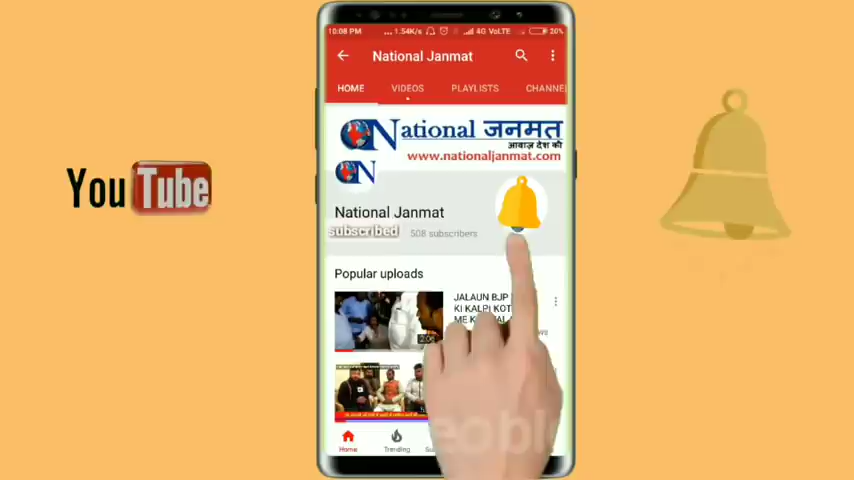 10:08 PM
... 1.54K/s 4G VoLTE 20%
National Janmat
HOME VIDEOS PLAYLISTS CHANNE
National जनमत
आवाज़ देश की
www.nationaljanmat.com
N
YouTube
National Janmat
subscribed 508 subscribers
Popular uploads
JALAUN BJP
KI KALPI KOT
2:04
Home
Trending